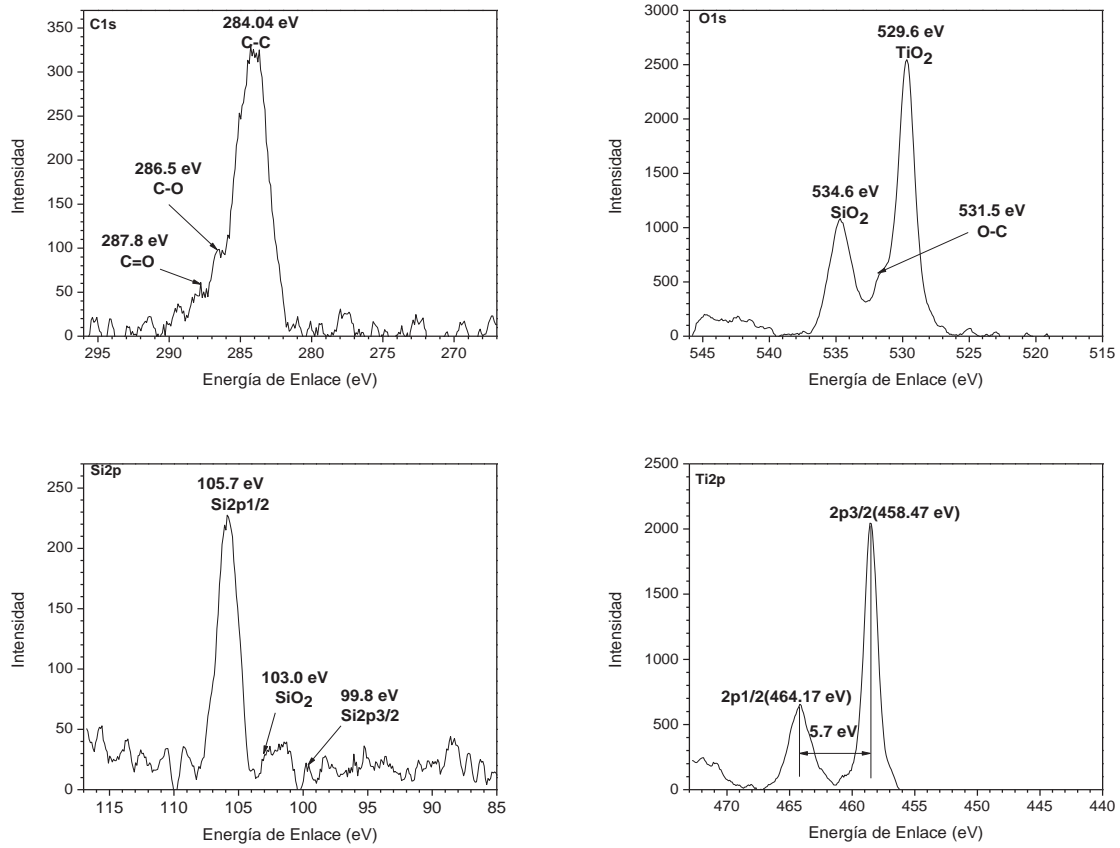 C1s
284.04 eV
C-C
286.5 eV
C-O
287.8 eV
C=O
350
300
250
200
150
100
50
0
295 290 285 280 275 270
Intensidad
Energía de Enlace (eV)
O1s
529.6 eV
TiO2
534.6 eV
SiO2
531.5 eV
O-C
3000
2500
2000
1500
1000
500
0
545 540 535 530 525 520 515
Intensidad
Energía de Enlace (eV)
Si2p
105.7 eV
Si2p1/2
103.0 eV
SiO2
99.8 eV
Si2p3/2
250
200
150
100
50
0
115 110 105 100 95 90 85
Intensidad
Energía de Enlace (eV)
Ti2p
2p3/2(458.47 eV)
2p1/2(464.17 eV)
5.7 eV
2500
2000
1500
1000
500
0
470 465 460 455 450 445 440
Intensidad
Energía de Enlace (eV)